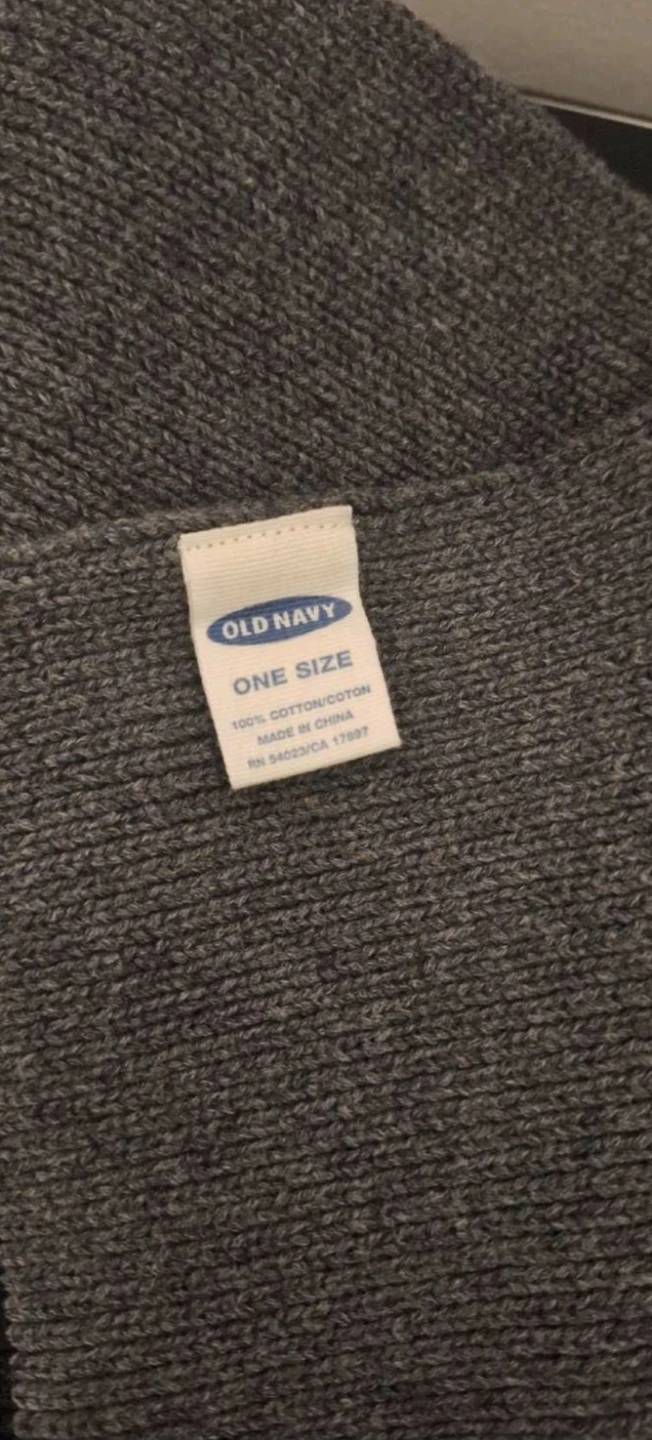 OLD NAVY
ONE SIZE
100% COTTON/COTON
MADE IN CHINA
RN 54023/CA 17897